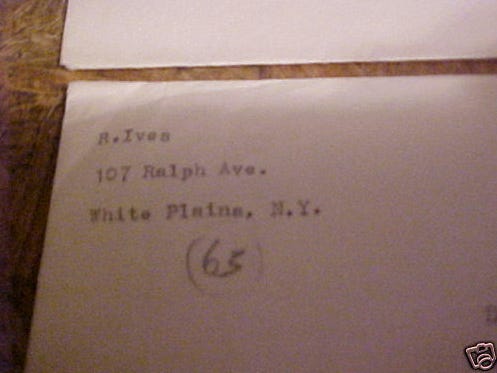 R.Ives
107 Ralph Ave.
White Plains, N.Y.
(65)